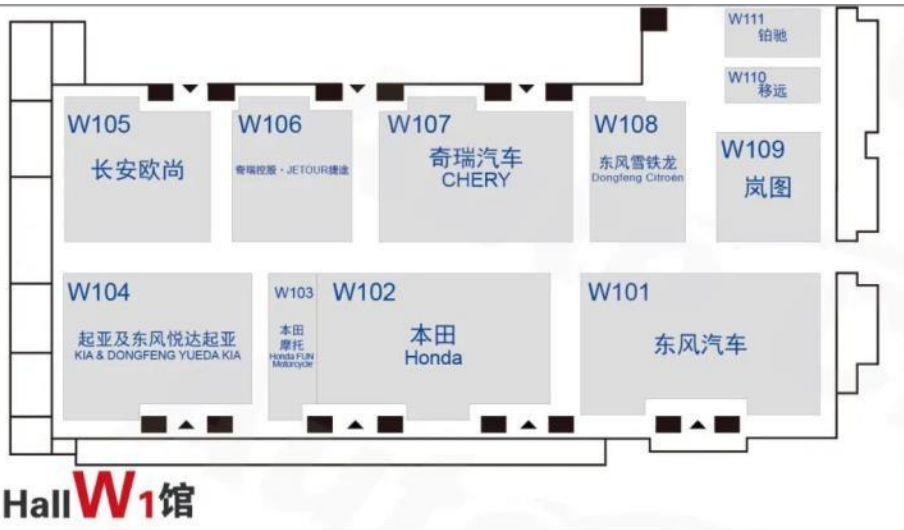 W111
铂驰
W110
移远
W105
长安欧尚
W106
奇瑞控股·JETOUR捷途
W107
奇瑞汽车
CHERY
W108
东风雪铁龙
Dongfeng Citroën
W109
岚图
W104
起亚及东风悦达起亚
KIA & DONGFENG YUEDA KIA
W103
本田
摩托
Honda FUN
Motorcycle
W102
本田
Honda
W101
东风汽车
Hall W1馆